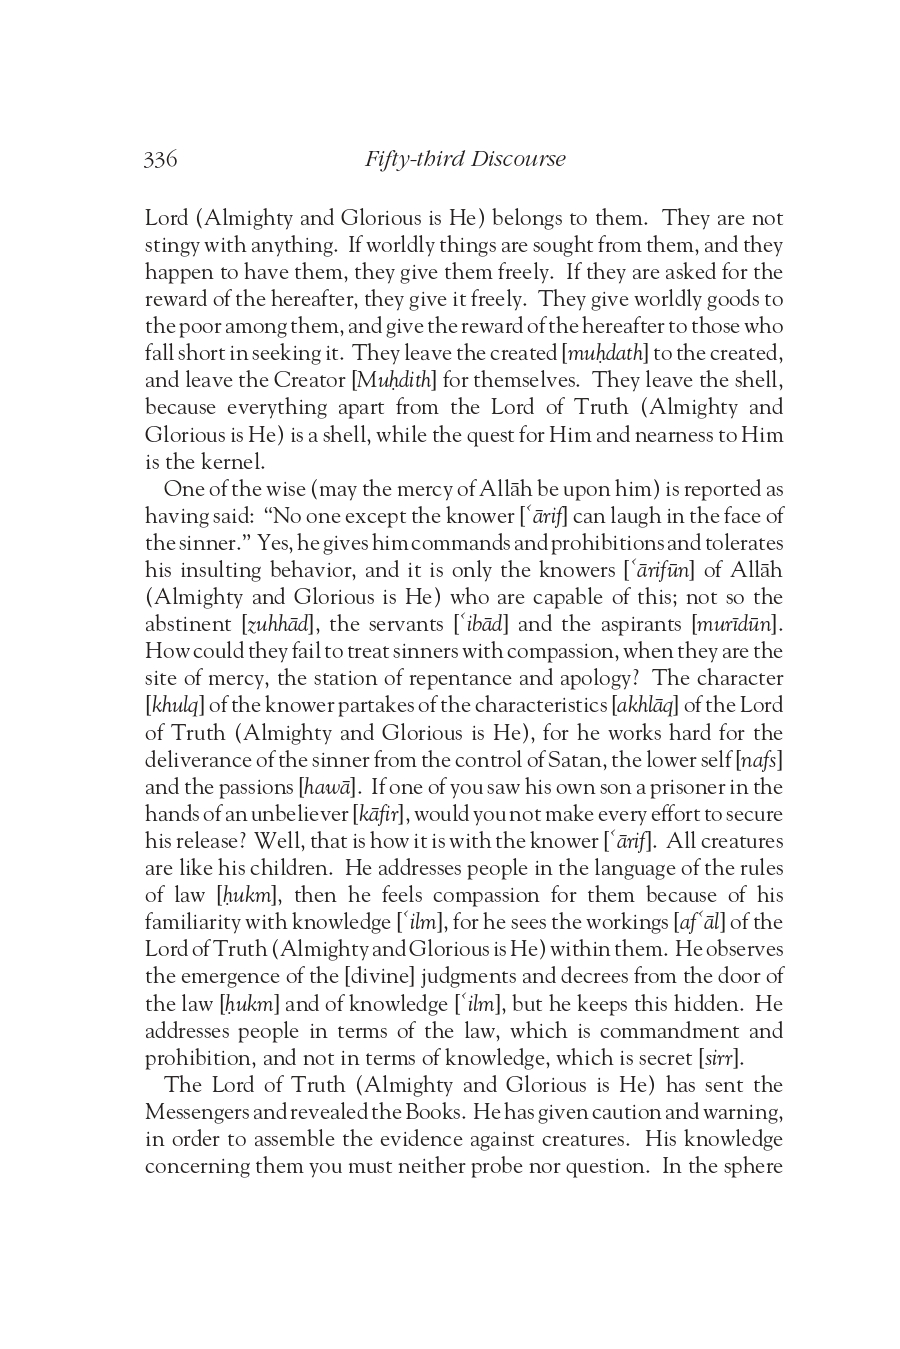 336 Fifty-third Discourse
Lord (Almighty and Glorious is He) belongs to them. They are not
stingy with anything. If worldly things are sought from them, and they
happen to have them, they give them freely. If they are asked for the
reward of the hereafter, they give it freely. They give worldly goods to
the poor among them, and give the reward of the hereafter to those who
fall short in seeking it. They leave the created [muḥdath] to the created,
and leave the Creator [Muḥdith] for themselves. They leave the shell,
because everything apart from the Lord of Truth (Almighty and
Glorious is He) is a shell, while the quest for Him and nearness to Him
is the kernel.
One of the wise (may the mercy of Allāh be upon him) is reported as
having said: “No one except the knower [ʿārif] can laugh in the face of
the sinner.” Yes, he gives him commands and prohibitions and tolerates
his insulting behavior, and it is only the knowers [ʿārifūn] of Allāh
(Almighty and Glorious is He) who are capable of this; not so the
abstinent [zuhhād], the servants [ʿibād] and the aspirants [murīdūn].
How could they fail to treat sinners with compassion, when they are the
site of mercy, the station of repentance and apology? The character
[khulq] of the knower partakes of the characteristics [akhlāq] of the Lord
of Truth (Almighty and Glorious is He), for he works hard for the
deliverance of the sinner from the control of Satan, the lower self [nafs]
and the passions [hawā]. If one of you saw his own son a prisoner in the
hands of an unbeliever [kāfir], would you not make every effort to secure
his release? Well, that is how it is with the knower [ʿārif]. All creatures
are like his children. He addresses people in the language of the rules
of law [ḥukm], then he feels compassion for them because of his
familiarity with knowledge [ʿilm], for he sees the workings [afʿāl] of the
Lord of Truth (Almighty and Glorious is He) within them. He observes
the emergence of the [divine] judgments and decrees from the door of
the law [ḥukm] and of knowledge [ʿilm], but he keeps this hidden. He
addresses people in terms of the law, which is commandment and
prohibition, and not in terms of knowledge, which is secret [sirr].
The Lord of Truth (Almighty and Glorious is He) has sent the
Messengers and revealed the Books. He has given caution and warning,
in order to assemble the evidence against creatures. His knowledge
concerning them you must neither probe nor question. In the sphere